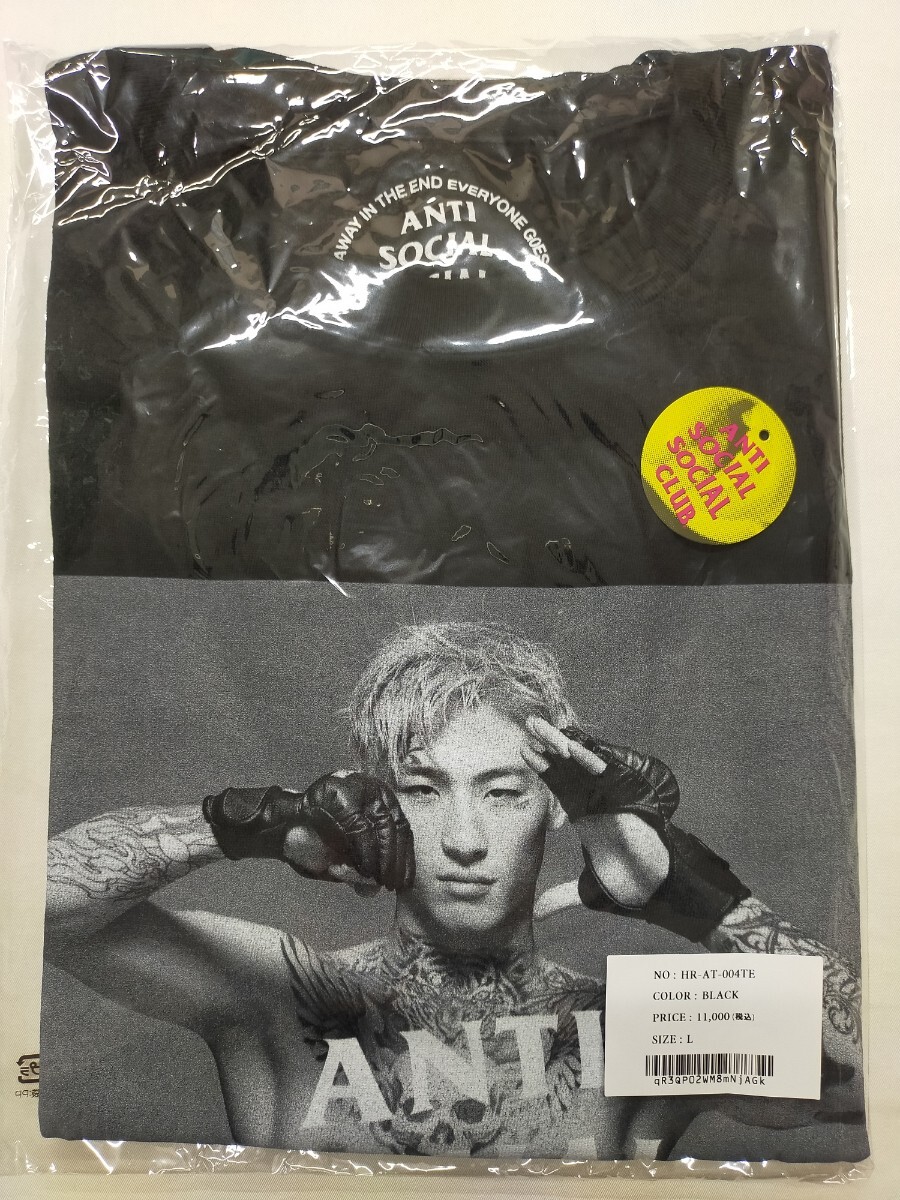 AWAY IN THE END EVERYONE GOES
ANTI
SOCIAL
ANTI
SOCIAL
SOCIAL
CLUB
ANTI
NO : HR-AT-004TE
COLOR : BLACK
PRICE : 11,000 (税込)
SIZE : L
qR3QPO2WM8mNjAGk